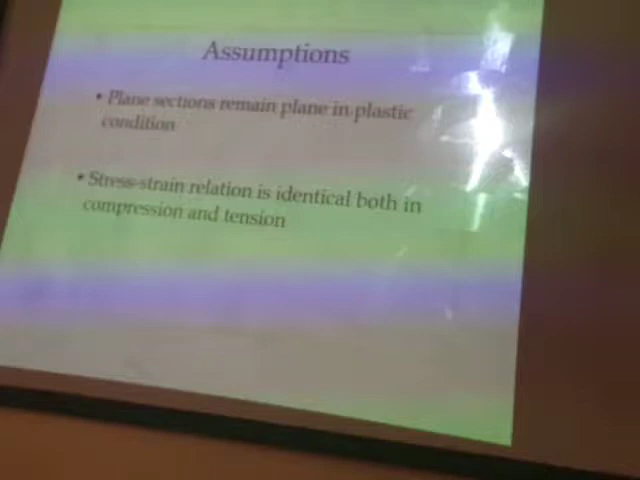 Assumptions
• Plane sections remain plane in plastic
condition
• Stress-strain relation is identical both in
compression and tension